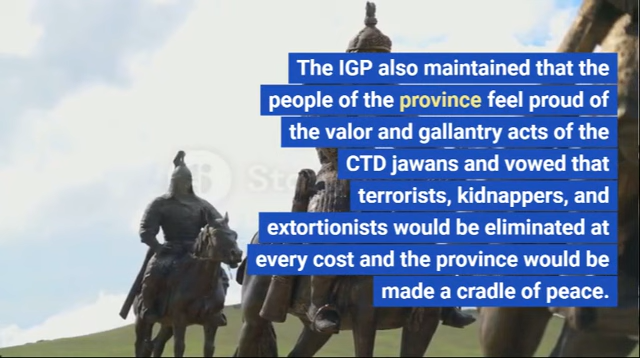 The IGP also maintained that the
people of the province feel proud of
the valor and gallantry acts of the
CTD jawans and vowed that
terrorists, kidnappers, and
extortionists would be eliminated at
every cost and the province would be
made a cradle of peace.